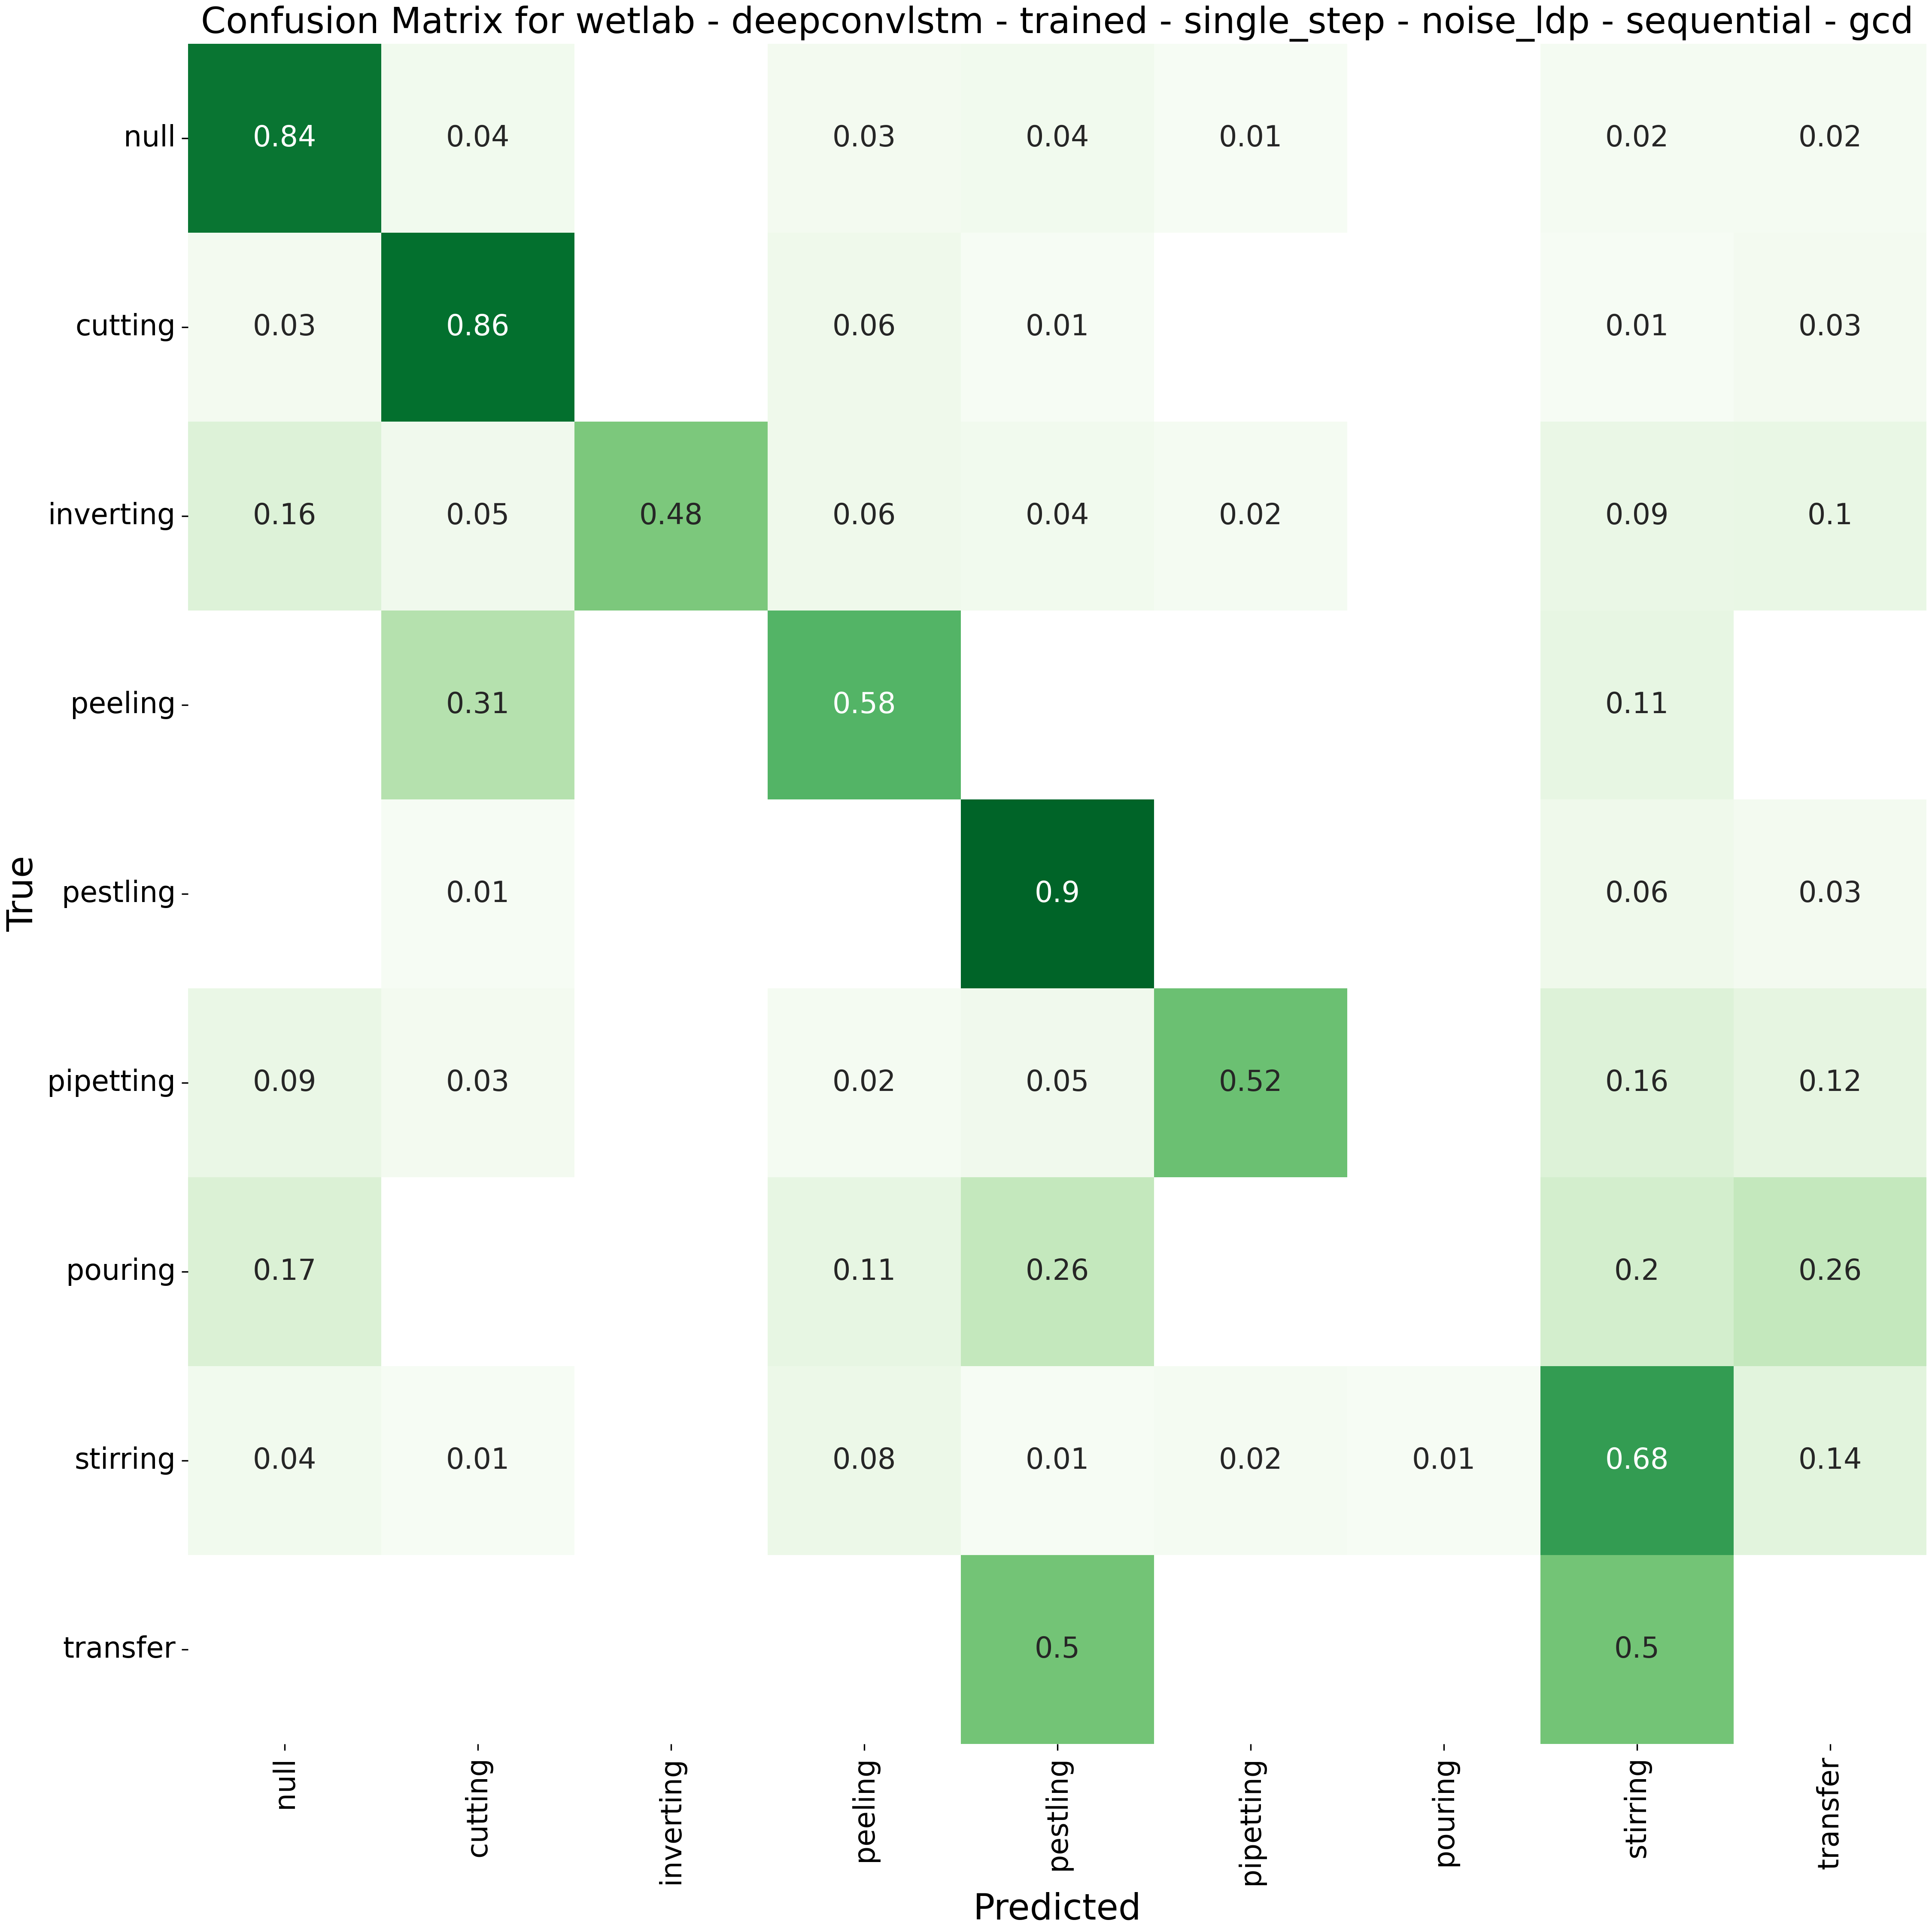 Confusion Matrix for wetlab - deepconvlstm - trained - single_step - noise_ldp - sequential - gcd
null 0.84 0.04 0.03 0.04 0.01 0.02 0.02
cutting 0.03 0.86 0.06 0.01 0.01 0.03
inverting 0.16 0.05 0.48 0.06 0.04 0.02 0.09 0.1
peeling 0.31 0.58 0.11
pestling 0.01 0.9 0.06 0.03
pipetting 0.09 0.03 0.02 0.05 0.52 0.16 0.12
pouring 0.17 0.11 0.26 0.2 0.26
stirring 0.04 0.01 0.08 0.01 0.02 0.01 0.68 0.14
transfer 0.5 0.5
True
null cutting inverting peeling pestling pipetting pouring stirring transfer
Predicted